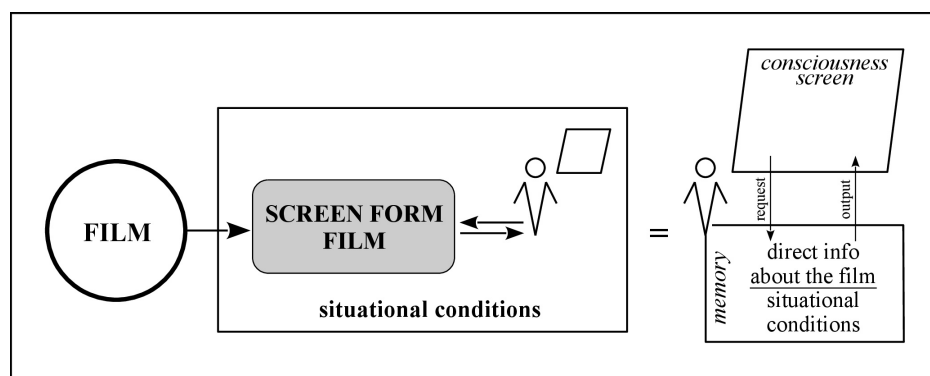 FILM
SCREEN FORM
FILM
situational conditions
=
consciousness
screen
request
output
memory
direct info
about the film
situational
conditions